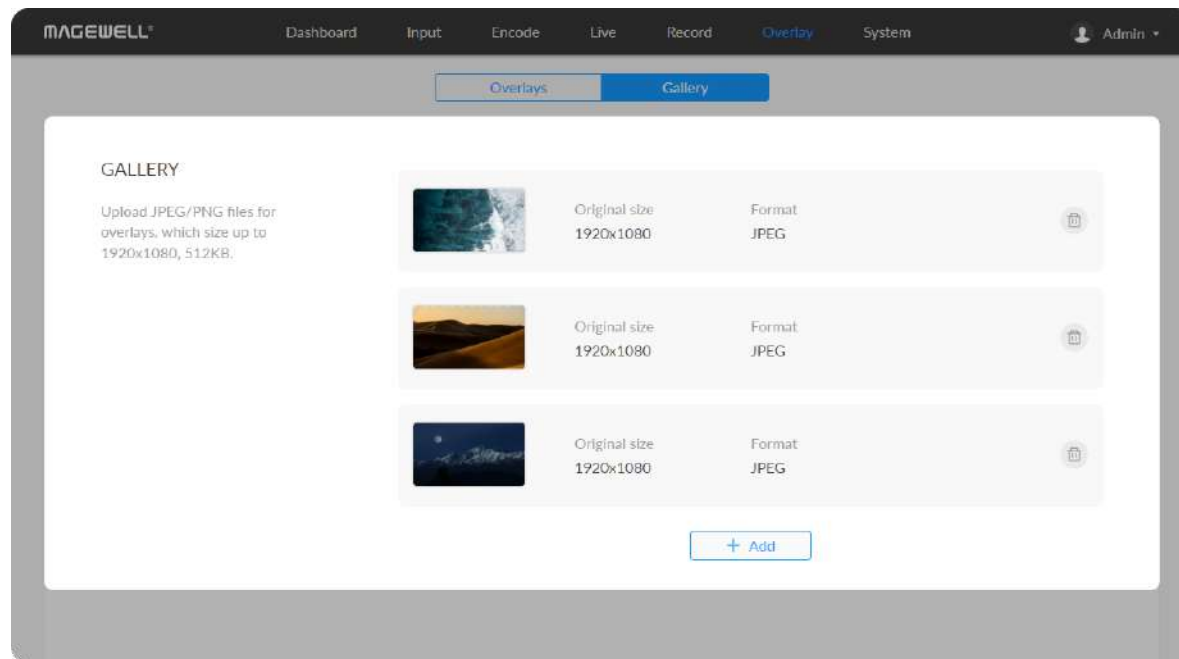 MAGEWELL®
Dashboard Input Encode Live Record Overlay System Admin
Overlays Gallery
GALLERY
Upload JPEG/PNG files for
overlays, which size up to
1920x1080, 512KB.
Original size Format
1920x1080 JPEG
Original size Format
1920x1080 JPEG
Original size Format
1920x1080 JPEG
+ Add